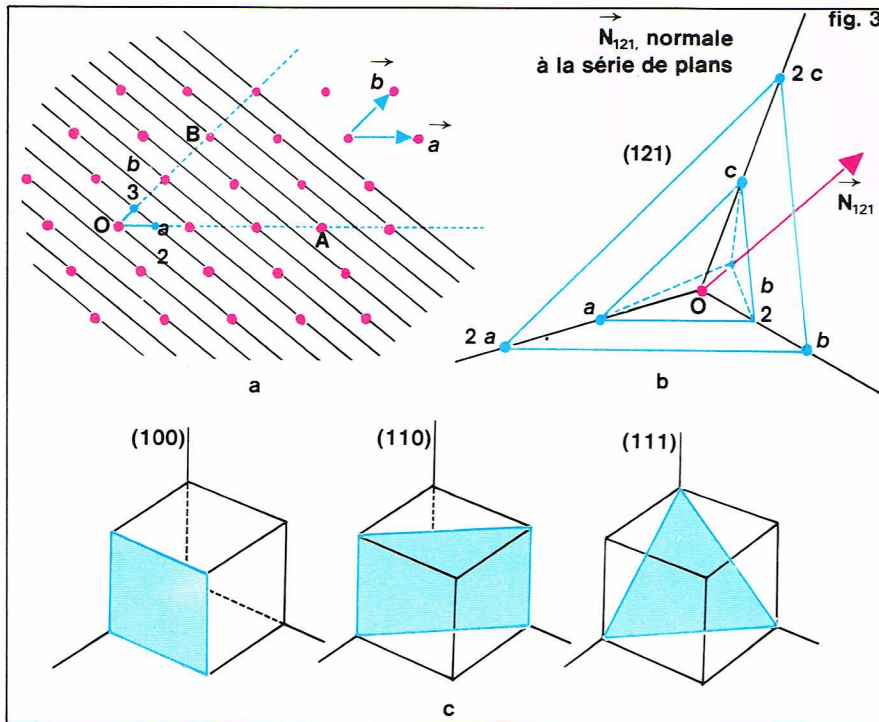 fig. 3
N₁₂₁, normale
à la série de plans
b
a
B
b
3
O
a
2
A
a
2 c
(121)
c
N₁₂₁
b
O
a
2
2 a
b
b
(100)
(110)
(111)
c